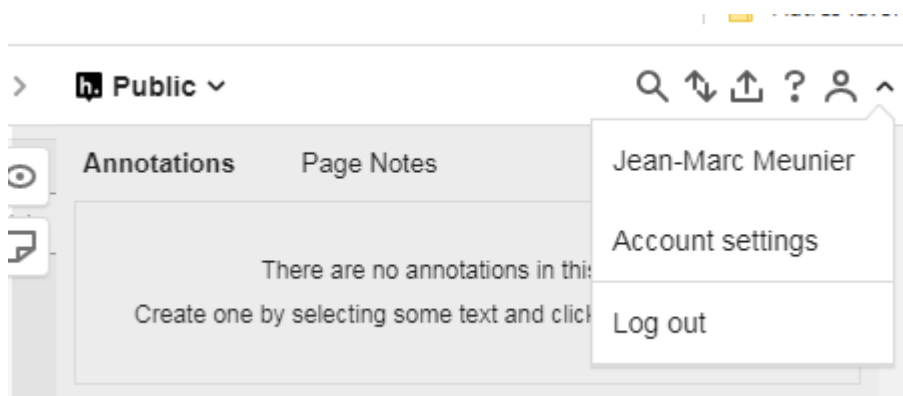 h. Public
Annotations Page Notes
Jean-Marc Meunier
Account settings
Log out
There are no annotations in this
Create one by selecting some text and click